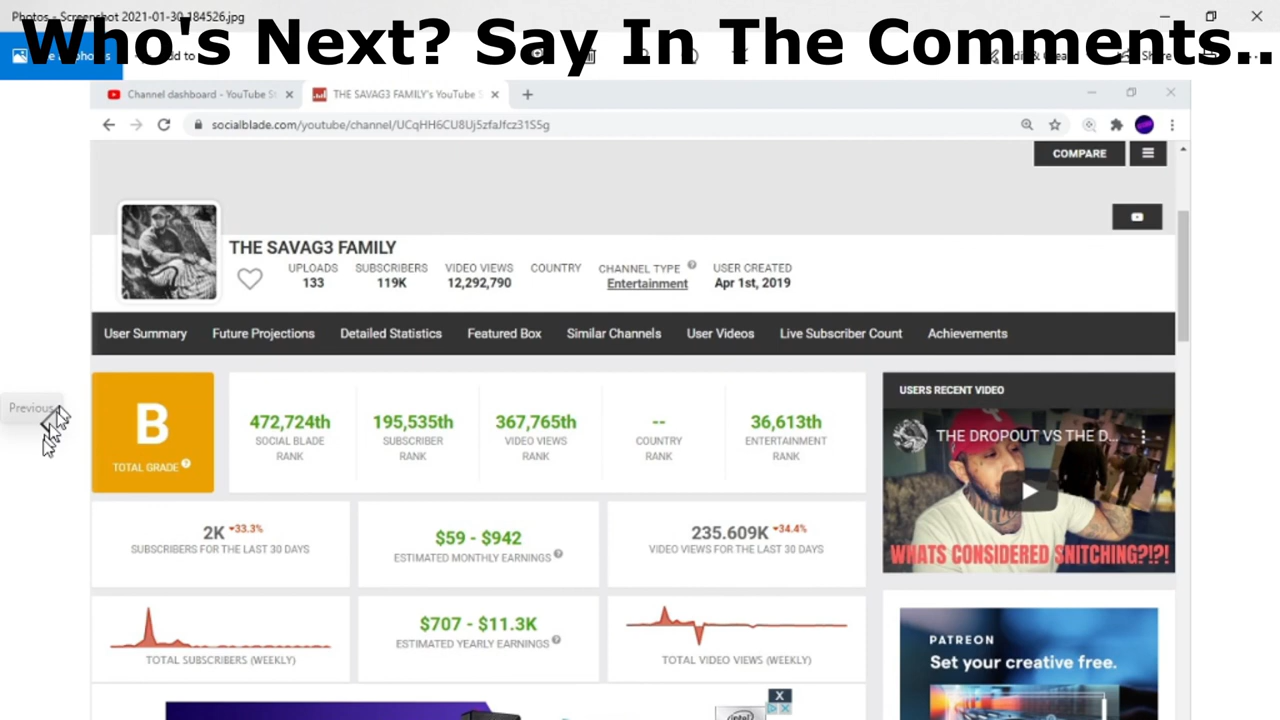 Photos - Screenshot 2021-01-30 184526.jpg
Who's Next? Say In The Comments..
Share
Channel dashboard - YouTube St
THE SAVAG3 FAMILY's YouTube S
socialblade.com/youtube/channel/UCqHH6CU8Uj5zfaJfcz31S5g
COMPARE
THE SAVAG3 FAMILY
UPLOADS
133
SUBSCRIBERS
119K
VIDEO VIEWS
12,292,790
COUNTRY
CHANNEL TYPE
Entertainment
USER CREATED
Apr 1st, 2019
User Summary
Future Projections
Detailed Statistics
Featured Box
Similar Channels
User Videos
Live Subscriber Count
Achievements
Previous
B
TOTAL GRADE
472,724th
SOCIAL BLADE
RANK
195,535th
SUBSCRIBER
RANK
367,765th
VIDEO VIEWS
RANK
--
COUNTRY
RANK
36,613th
ENTERTAINMENT
RANK
USERS RECENT VIDEO
THE DROPOUT VS THE D...
WHATS CONSIDERED SNITCHING?!?!
2K -33.3%
SUBSCRIBERS FOR THE LAST 30 DAYS
$59 - $942
ESTIMATED MONTHLY EARNINGS
235.609K -34.4%
VIDEO VIEWS FOR THE LAST 30 DAYS
TOTAL SUBSCRIBERS (WEEKLY)
$707 - $11.3K
ESTIMATED YEARLY EARNINGS
TOTAL VIDEO VIEWS (WEEKLY)
PATREON
Set your creative free.
X
intel